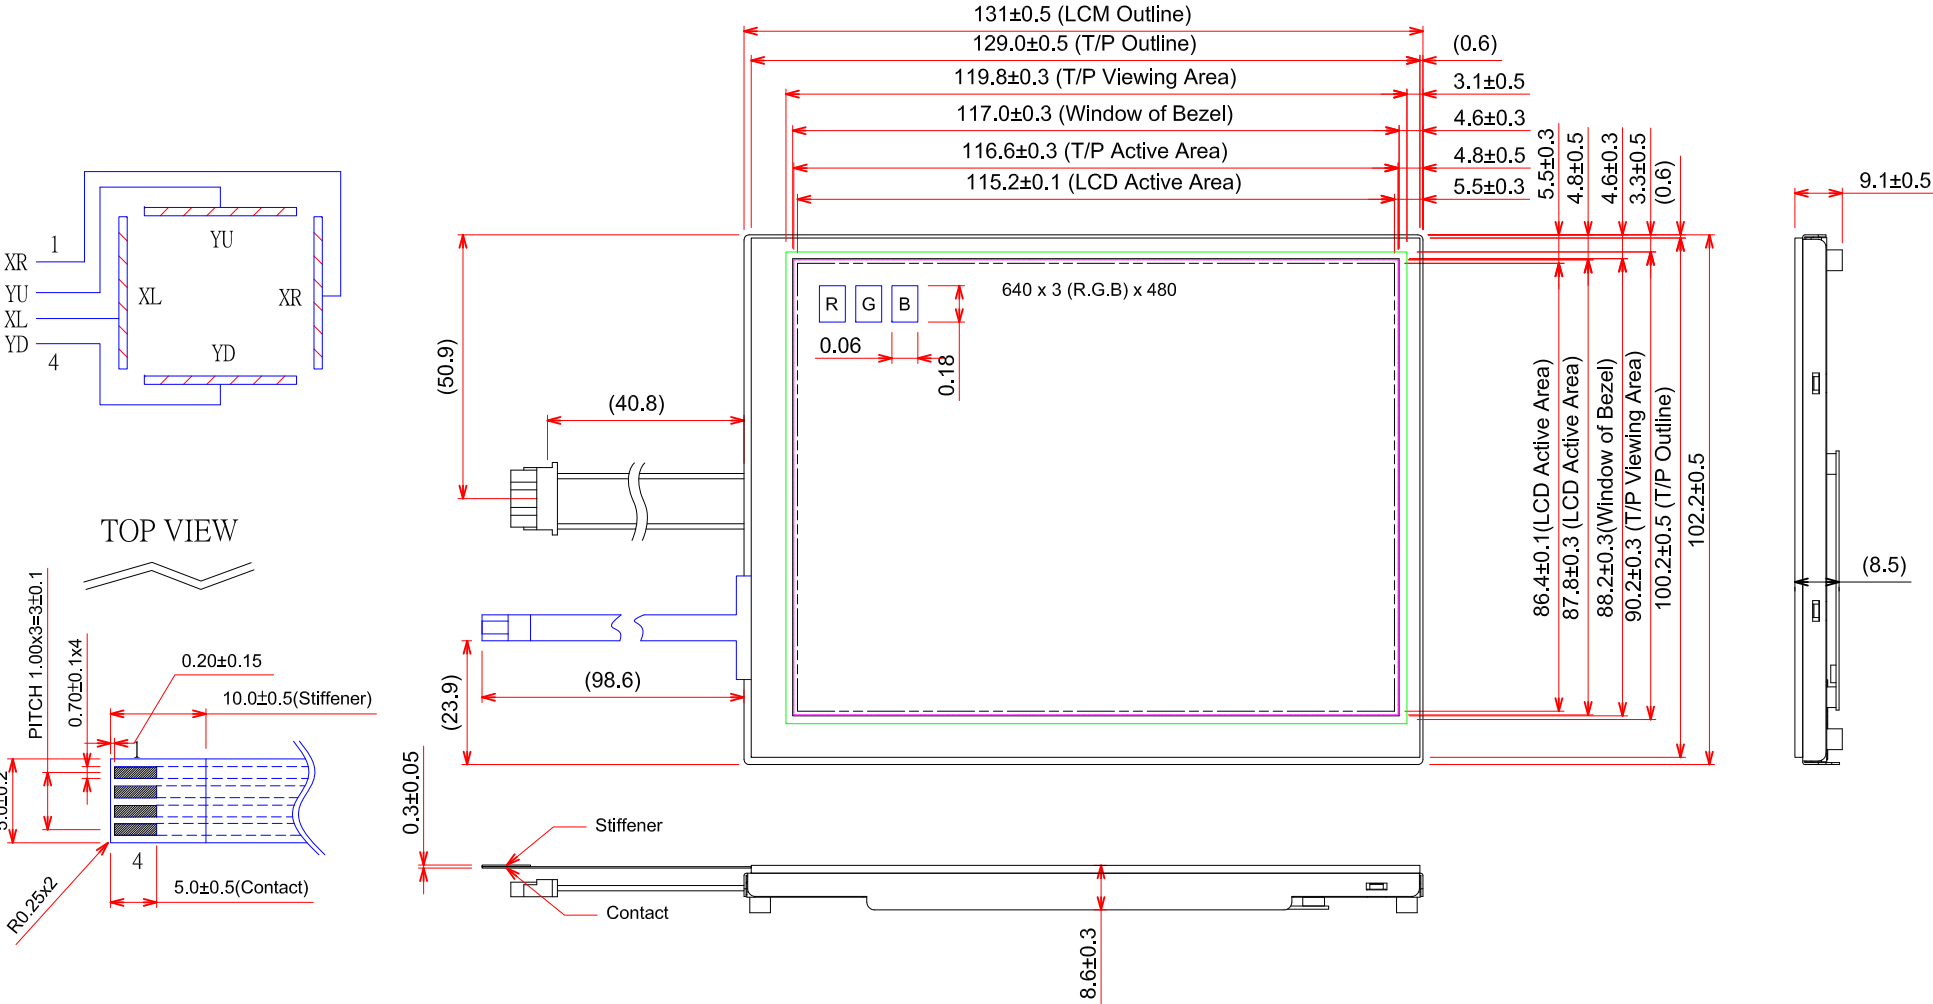 131±0.5 (LCM Outline)
129.0±0.5 (T/P Outline)
(0.6)
119.8±0.3 (T/P Viewing Area)
3.1±0.5
117.0±0.3 (Window of Bezel)
4.6±0.3
116.6±0.3 (T/P Active Area)
4.8±0.5
115.2±0.1 (LCD Active Area)
5.5±0.3
5.5±0.3
4.8±0.5
4.6±0.3
3.3±0.5
(0.6)
9.1±0.5
1
XR
YU
XL
YD
4
YU
XL
XR
YD
R
G
B
640 x 3 (R.G.B) x 480
0.06
0.18
(50.9)
(40.8)
86.4±0.1(LCD Active Area)
87.8±0.3 (LCD Active Area)
88.2±0.3(Window of Bezel)
90.2±0.3 (T/P Viewing Area)
100.2±0.5 (T/P Outline)
102.2±0.5
(8.5)
TOP VIEW
PITCH 1.00x3=3±0.1
0.70±0.1x4
0.20±0.15
10.0±0.5(Stiffener)
(98.6)
(23.9)
1
5.0±0.2
4
5.0±0.5(Contact)
R0.25x2
0.3±0.05
Stiffener
Contact
8.6±0.3